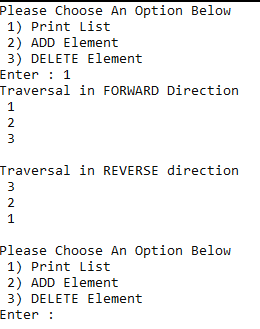 Please Choose An Option Below
1) Print List
2) ADD Element
3) DELETE Element
Enter : 1
Traversal in FORWARD Direction
1
2
3
Traversal in REVERSE direction
3
2
1
Please Choose An Option Below
1) Print List
2) ADD Element
3) DELETE Element
Enter :